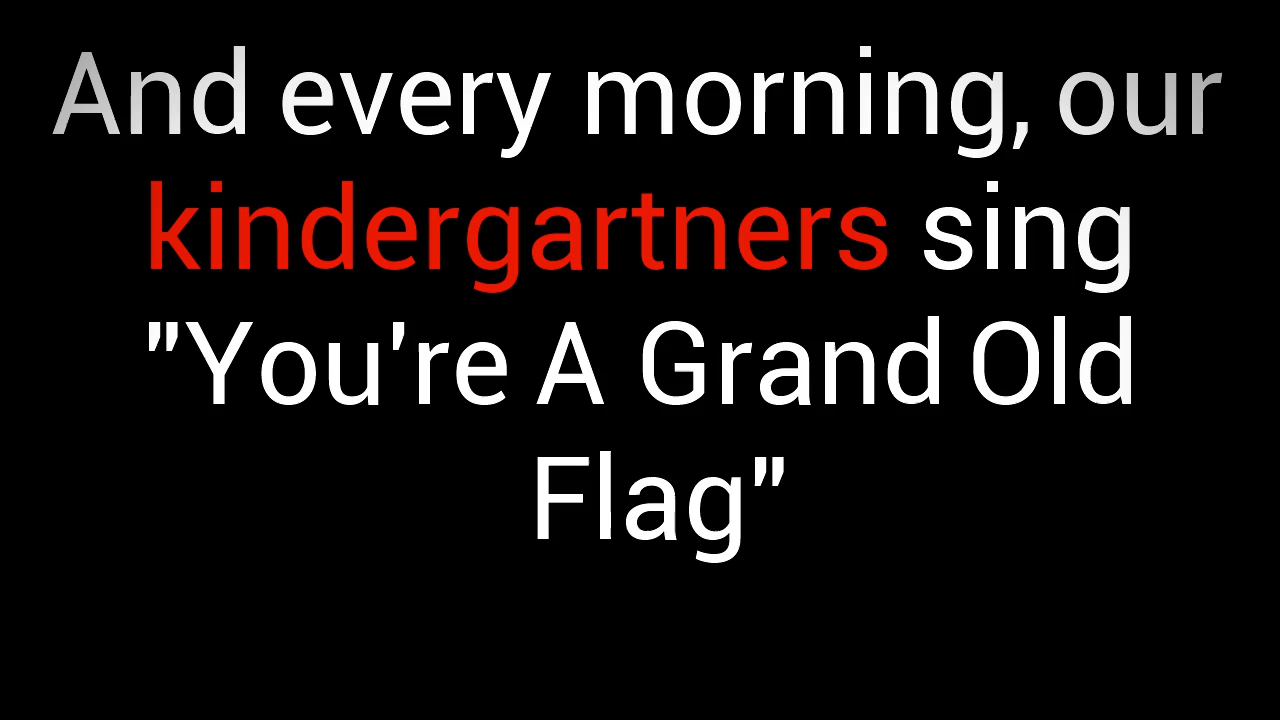 And every morning, our
kindergartners sing
"You're A Grand Old
Flag"